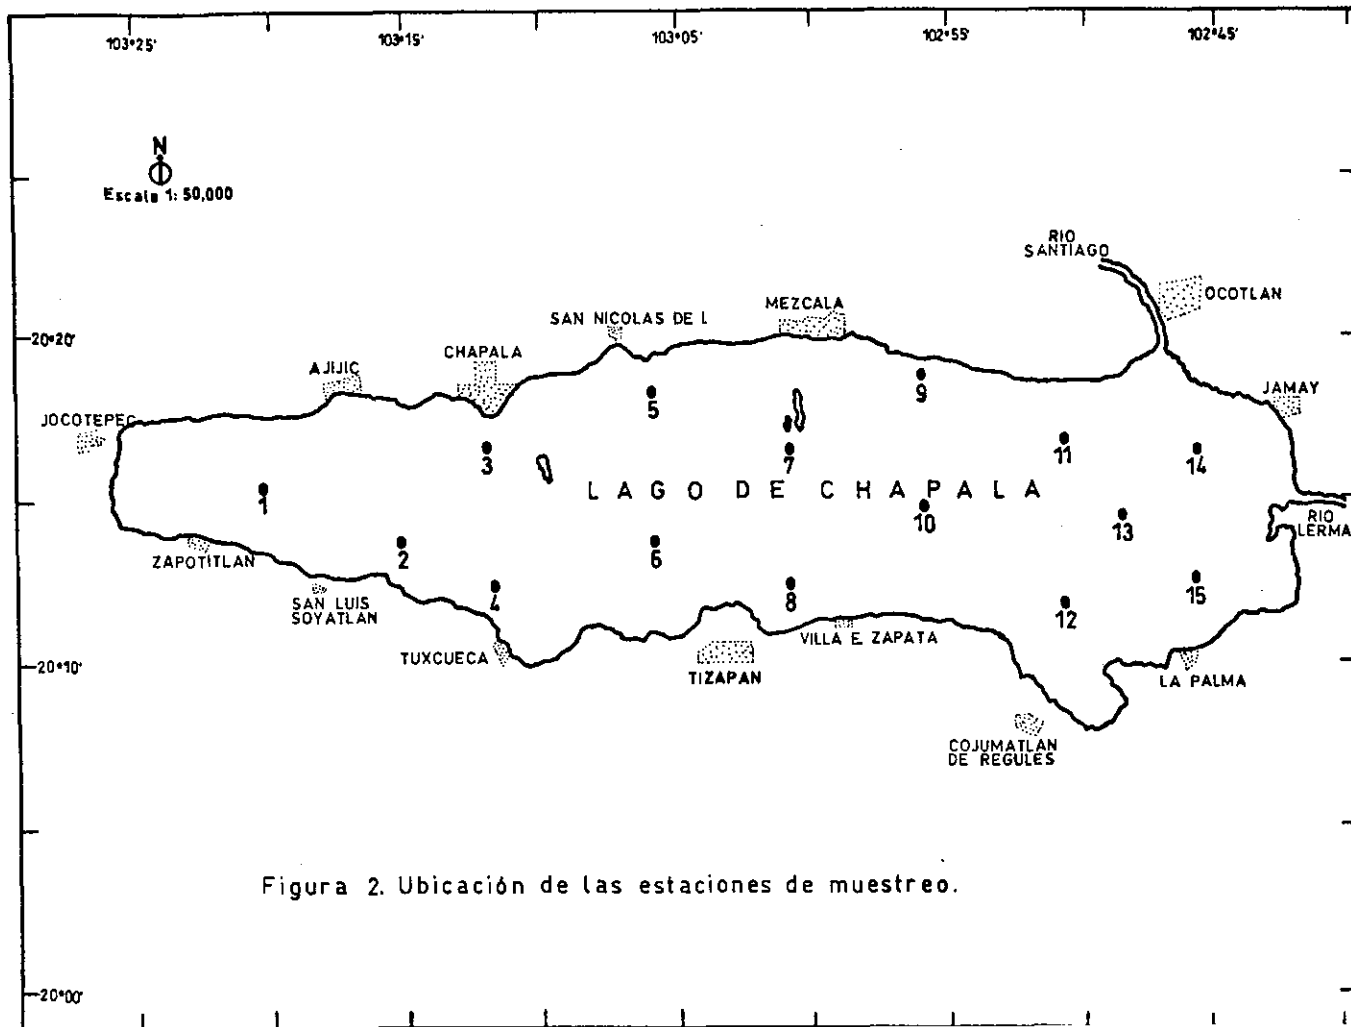 103°25'
103°15'
103°05'
102°55'
102°45'
N
Escala 1: 50,000
RIO
SANTIAGO
OCOTLAN
MEZCALA
SAN NICOLAS DE I.
20°20'
CHAPALA
AJIJIC
JAMAY
JOCOTEPEC
9
5
11
3
7
14
1
LAGO DE CHAPALA
10
13
RIO
LERMA
2
6
ZAPOTITLAN
4
8
12
15
SAN LUIS
SOYATLAN
VILLA E. ZAPATA
TUXCUECA
20°10'
TIZAPAN
LA PALMA
COJUMATLAN
DE REGULES
Figura 2. Ubicación de las estaciones de muestreo.
20°00'